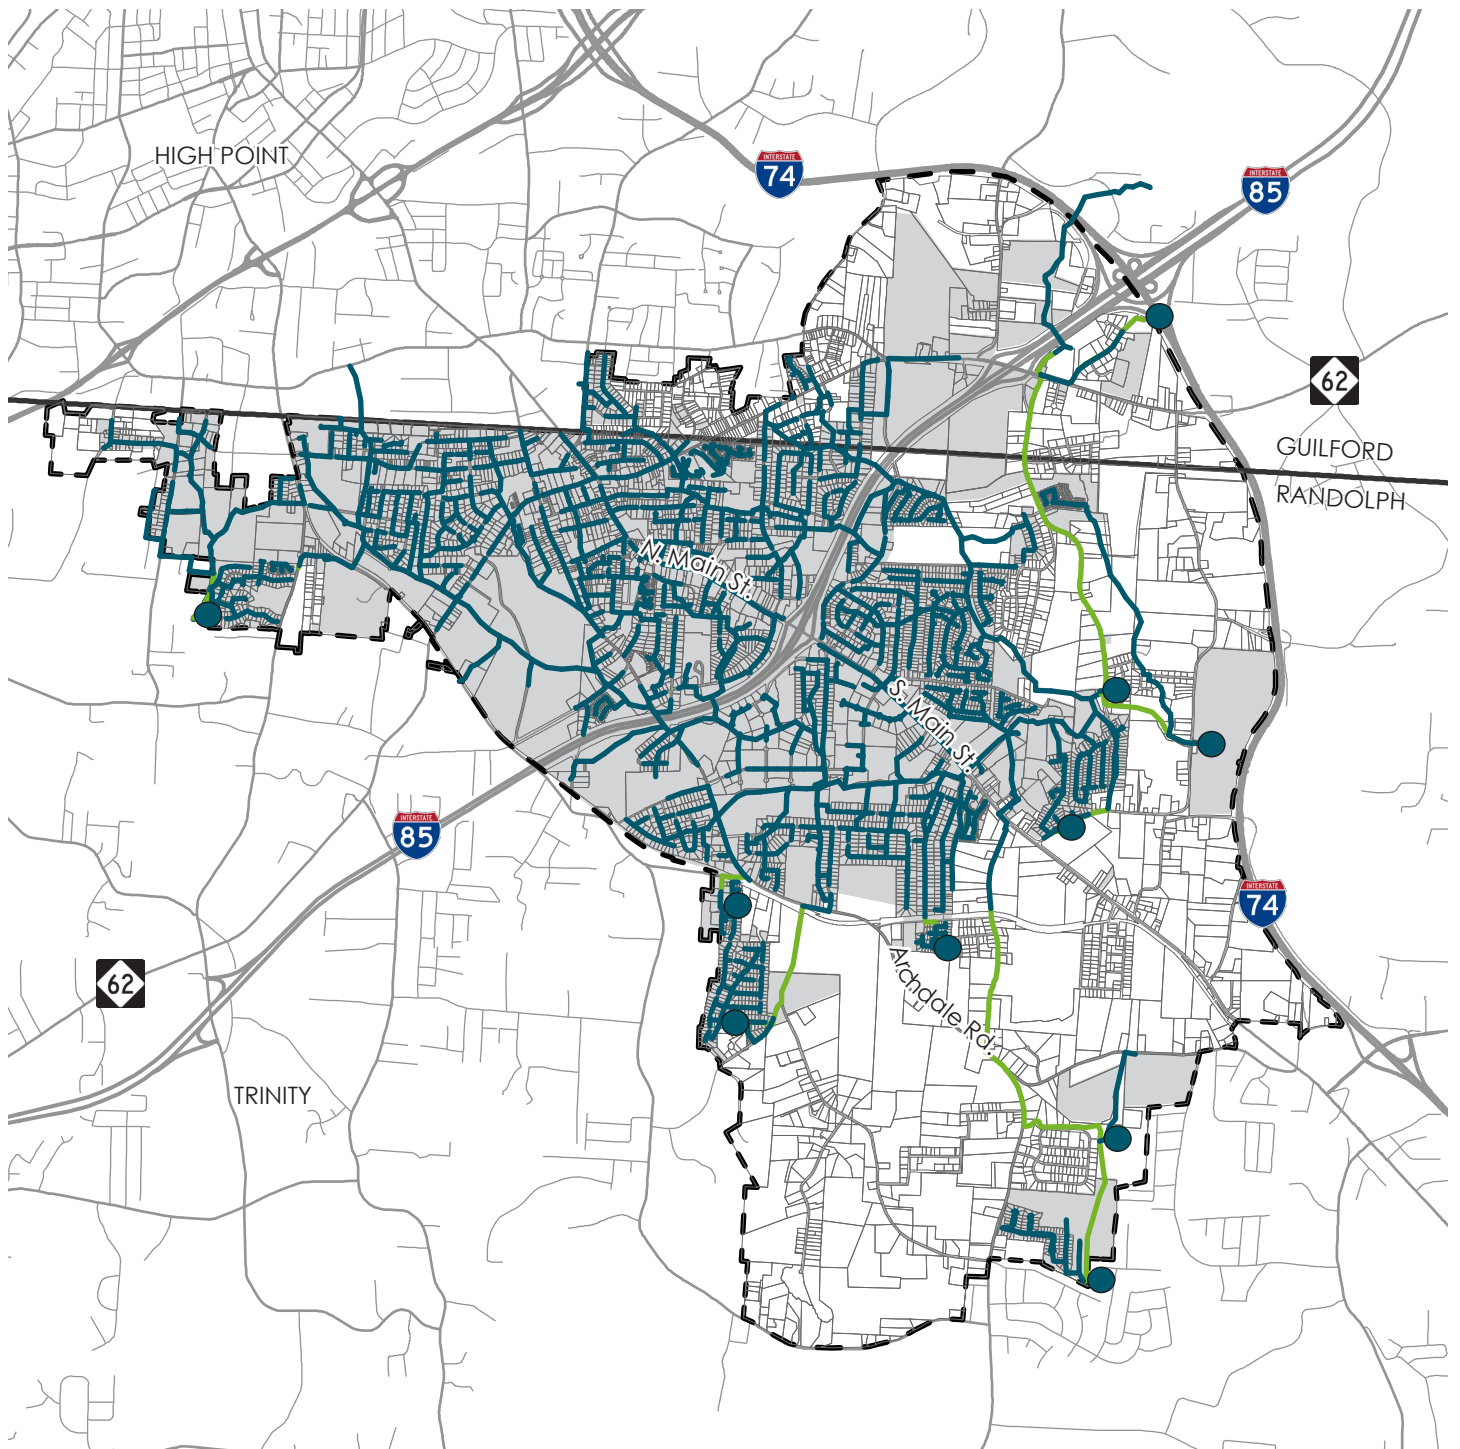 HIGH POINT
INTERSTATE
74
INTERSTATE
85
62
GUILFORD
RANDOLPH
N. Main St.
S. Main St.
INTERSTATE
85
INTERSTATE
74
62
Archdale Rd.
TRINITY